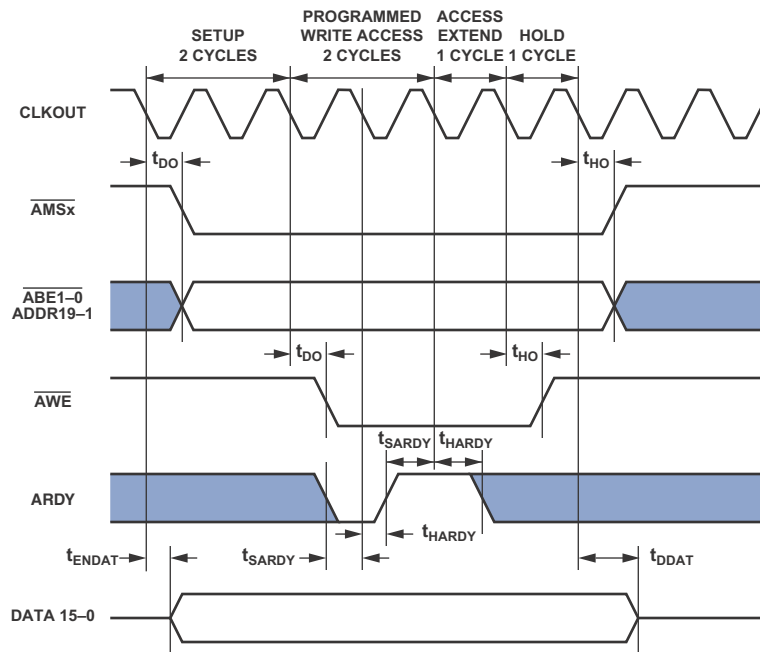 SETUP
2 CYCLES
PROGRAMMED
WRITE ACCESS
2 CYCLES
ACCESS
EXTEND
1 CYCLE
HOLD
1 CYCLE
CLKOUT
tDO
tHO
AMSx
ABE1–0
ADDR19–1
tDO
tHO
AWE
tSARDY
tHARDY
ARDY
tHARDY
tENDAT
tSARDY
tDDAT
DATA 15–0